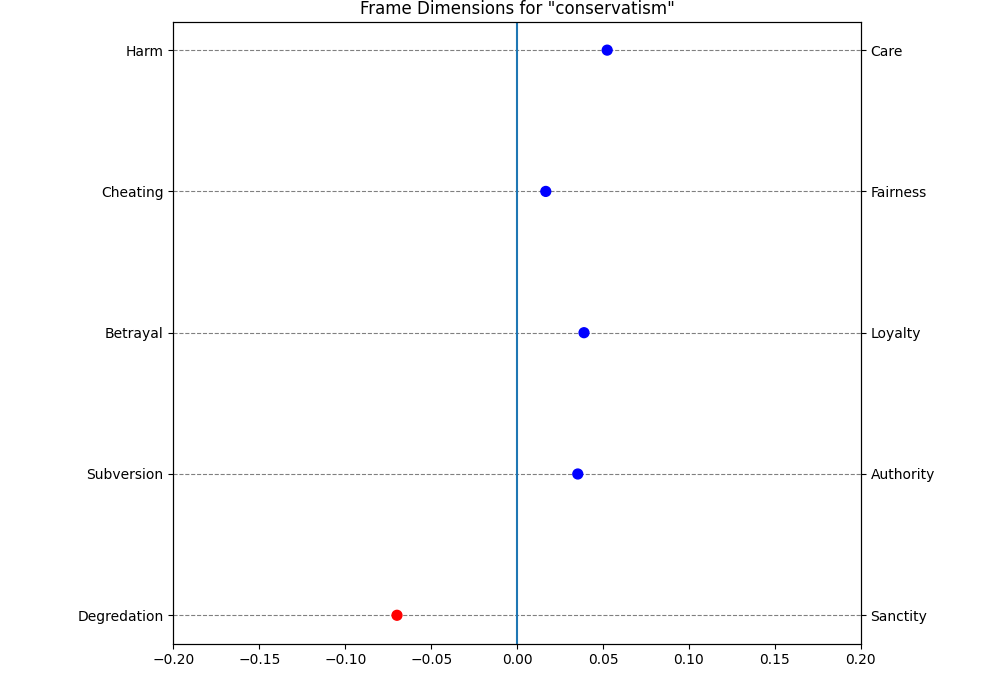 Frame Dimensions for "conservatism"
Harm Care
Cheating Fairness
Betrayal Loyalty
Subversion Authority
Degredation Sanctity
−0.20 −0.15 −0.10 −0.05 0.00 0.05 0.10 0.15 0.20